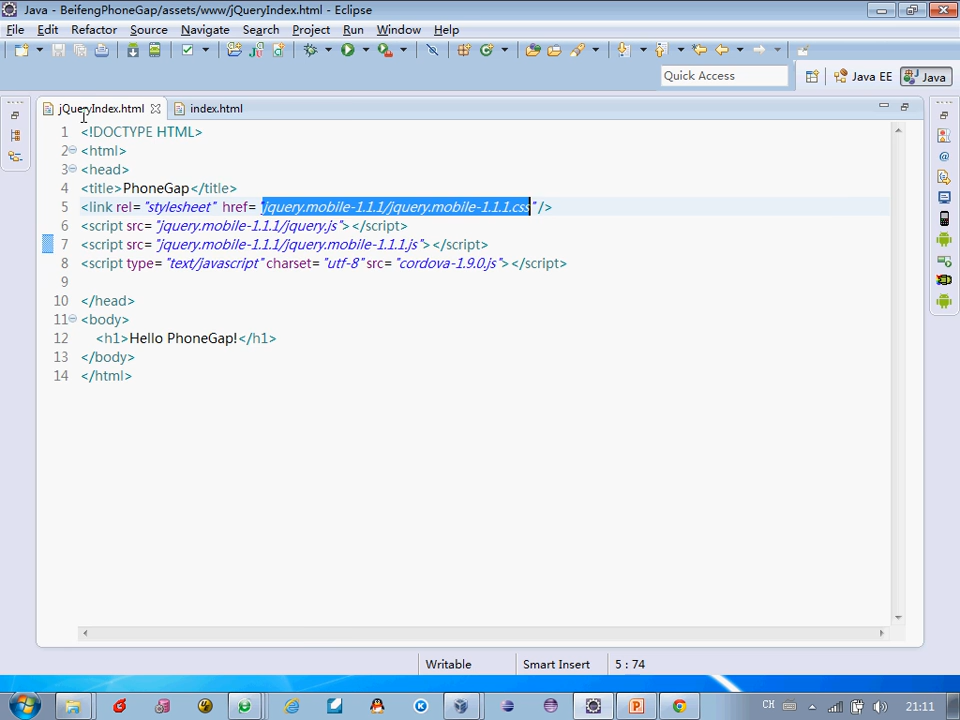 Java - BeifengPhoneGap/assets/www/jQueryIndex.html - Eclipse
File Edit Refactor Source Navigate Search Project Run Window Help
Quick Access Java EE Java
jQueryIndex.html index.html
1 <!DOCTYPE HTML>
2 <html>
3 <head>
4 <title>PhoneGap</title>
5 <link rel="stylesheet" href="jquery.mobile-1.1.1/jquery.mobile-1.1.1.css"/>
6 <script src="jquery.mobile-1.1.1/jquery.js"></script>
7 <script src="jquery.mobile-1.1.1/jquery.mobile-1.1.1.js"></script>
8 <script type="text/javascript" charset="utf-8" src="cordova-1.9.0.js"></script>
9
10 </head>
11 <body>
12 <h1>Hello PhoneGap!</h1>
13 </body>
14 </html>
Writable Smart Insert 5 : 74
CH 21:11